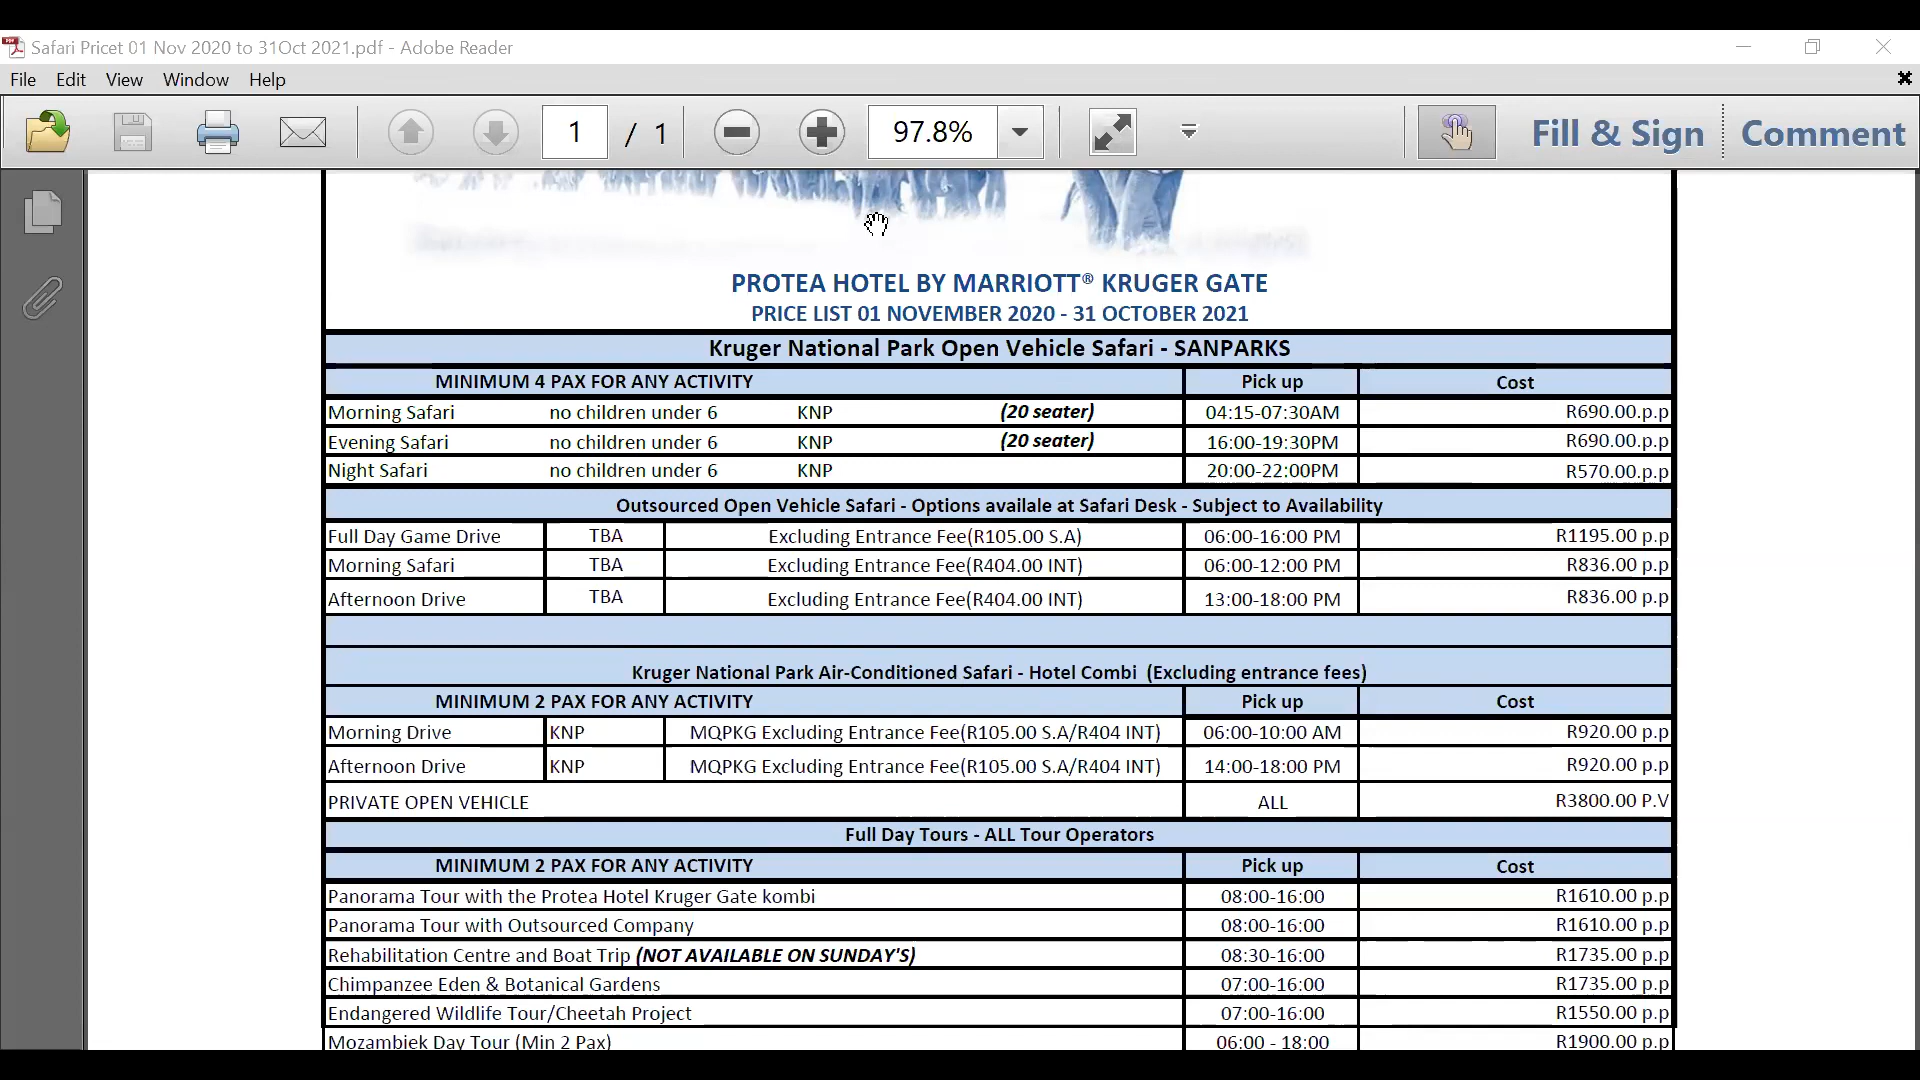 Safari Pricet 01 Nov 2020 to 31Oct 2021.pdf - Adobe Reader
File Edit View Window Help
1 / 1 97.8% Fill & Sign Comment
PROTEA HOTEL BY MARRIOTT® KRUGER GATE
PRICE LIST 01 NOVEMBER 2020 - 31 OCTOBER 2021
Kruger National Park Open Vehicle Safari - SANPARKS
MINIMUM 4 PAX FOR ANY ACTIVITY Pick up Cost
Morning Safari no children under 6 KNP (20 seater) 04:15-07:30AM R690.00.p.p
Evening Safari no children under 6 KNP (20 seater) 16:00-19:30PM R690.00.p.p
Night Safari no children under 6 KNP 20:00-22:00PM R570.00.p.p
Outsourced Open Vehicle Safari - Options availale at Safari Desk - Subject to Availability
Full Day Game Drive TBA Excluding Entrance Fee(R105.00 S.A) 06:00-16:00 PM R1195.00 p.p
Morning Safari TBA Excluding Entrance Fee(R404.00 INT) 06:00-12:00 PM R836.00 p.p
Afternoon Drive TBA Excluding Entrance Fee(R404.00 INT) 13:00-18:00 PM R836.00 p.p
Kruger National Park Air-Conditioned Safari - Hotel Combi (Excluding entrance fees)
MINIMUM 2 PAX FOR ANY ACTIVITY Pick up Cost
Morning Drive KNP MQPKG Excluding Entrance Fee(R105.00 S.A/R404 INT) 06:00-10:00 AM R920.00 p.p
Afternoon Drive KNP MQPKG Excluding Entrance Fee(R105.00 S.A/R404 INT) 14:00-18:00 PM R920.00 p.p
PRIVATE OPEN VEHICLE ALL R3800.00 P.V
Full Day Tours - ALL Tour Operators
MINIMUM 2 PAX FOR ANY ACTIVITY Pick up Cost
Panorama Tour with the Protea Hotel Kruger Gate kombi 08:00-16:00 R1610.00 p.p
Panorama Tour with Outsourced Company 08:00-16:00 R1610.00 p.p
Rehabilitation Centre and Boat Trip (NOT AVAILABLE ON SUNDAY'S) 08:30-16:00 R1735.00 p.p
Chimpanzee Eden & Botanical Gardens 07:00-16:00 R1735.00 p.p
Endangered Wildlife Tour/Cheetah Project 07:00-16:00 R1550.00 p.p
Mozambiek Day Tour (Min 2 Pax) 06:00 - 18:00 R1900.00 p.p